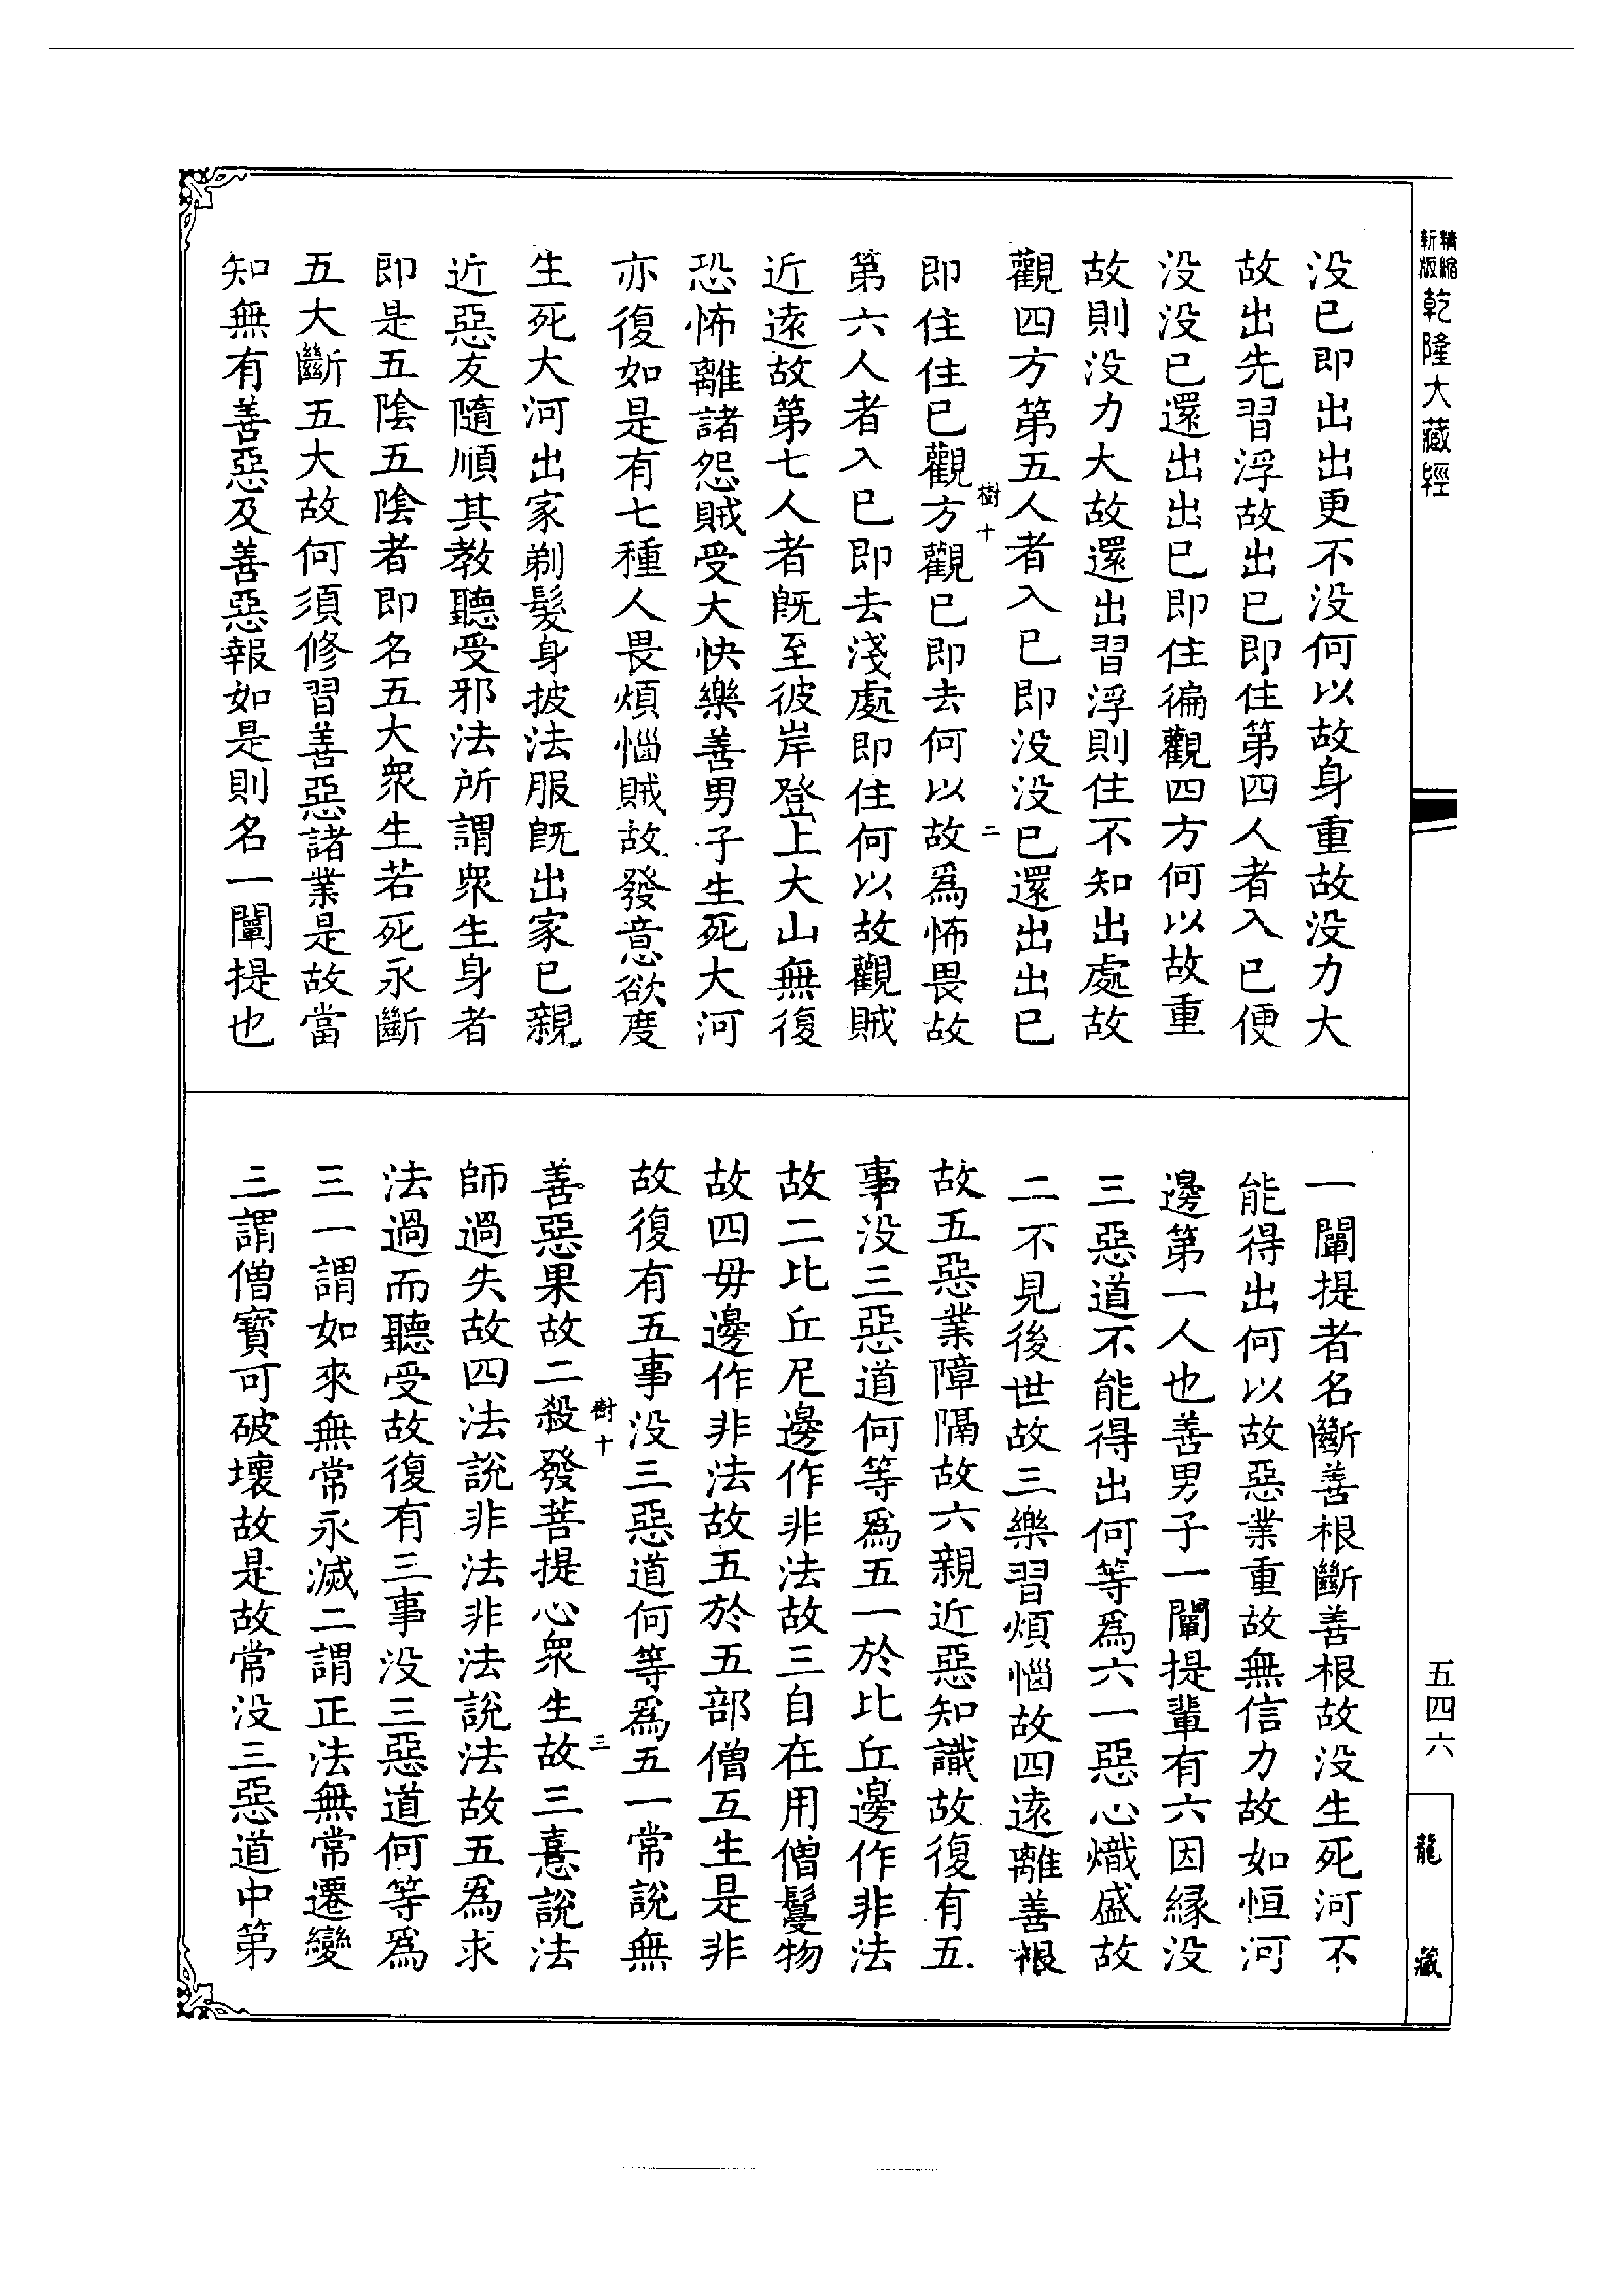 精縮新版乾隆大藏經
没已即出出更不没何以故身重故没力大
故出先習浮故出已即住第四人者入已便
没没已還出出已即住徧觀四方何以故重
故則没力大故還出習浮則住不知出處故
觀四方第五人者入已即没没已還出出已
樹十 二
即住住已觀方觀已即去何以故爲怖畏故
第六人者入已即去淺處即住何以故觀賊
近遠故第七人者旣至彼岸登上大山無復
恐怖離諸怨賊受大快樂善男子生死大河
亦復如是有七種人畏煩惱賊故發意欲度
生死大河出家剃髮身披法服旣出家已親
近惡友隨順其教聽受邪法所謂衆生身者
即是五陰五陰者即名五大衆生若死永斷
五大斷五大故何須修習善惡諸業是故當
知無有善惡及善惡報如是則名一闡提也
一闡提者名斷善根斷善根故没生死河不
能得出何以故惡業重故無信力故如恒河
邊第一人也善男子一闡提輩有六因緣没
三惡道不能得出何等爲六一惡心熾盛故
二不見後世故三樂習煩惱故四遠離善根
故五惡業障隔故六親近惡知識故復有五
事没三惡道何等爲五一於比丘邊作非法
故二比丘尼邊作非法故三自在用僧鬘物
故四毋邊作非法故五於五部僧互生是非
故復有五事没三惡道何等爲五一常說無
樹十 三
善惡果故二殺發菩提心衆生故三憙說法
師過失故四法說非法非法說法故五爲求
法過而聽受故復有三事没三惡道何等爲
三一謂如來無常永滅二謂正法無常遷變
三謂僧寶可破壞故是故常没三惡道中第
五四六
龍藏